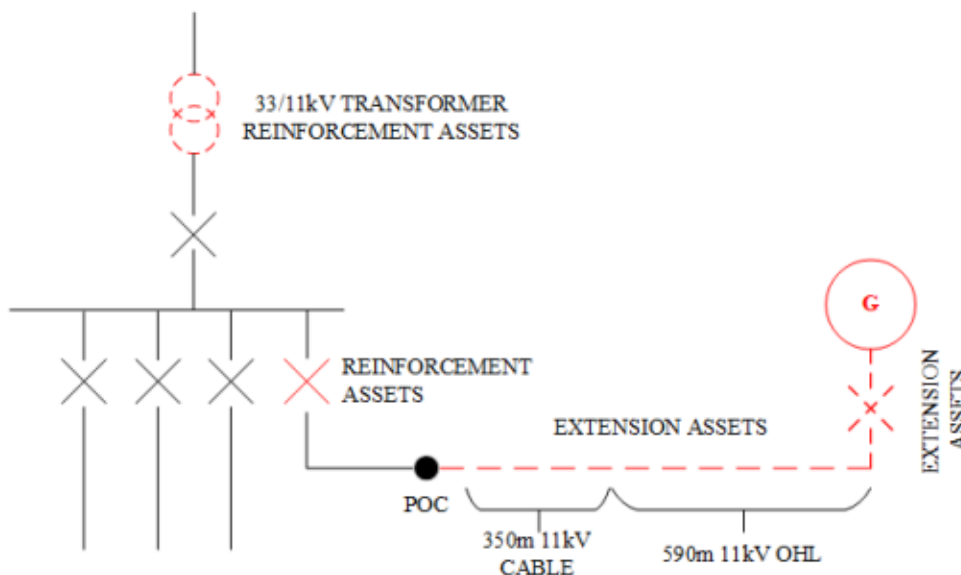 33/11kV TRANSFORMER
REINFORCEMENT ASSETS
G
REINFORCEMENT
ASSETS
EXTENSION ASSETS
EXTENSION
ASSETS
POC
350m 11kV
CABLE
590m 11kV OHL